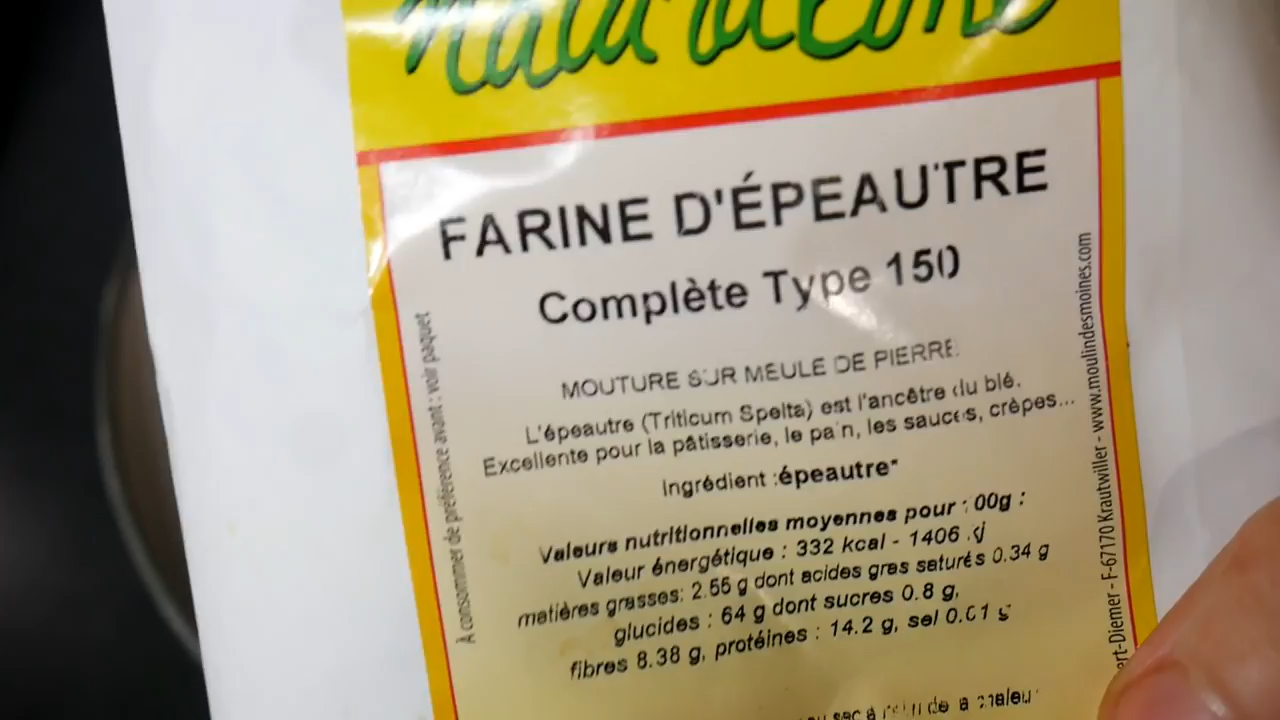 FARINE D'ÉPEAUTRE
Complète Type 150
MOUTURE SUR MEULE DE PIERRE.
L'épeautre (Triticum Spelta) est l'ancêtre du blé.
Excellente pour la pâtisserie, le pain, les sauces, crèpes...
Ingrédient :épeautre*
Valeurs nutritionnelles moyennes pour 100g :
Valeur énergétique : 332 kcal - 1406 kj
matières grasses: 2.55 g dont acides gras saturés 0.34 g
glucides : 64 g dont sucres 0.8 g,
fibres 8.38 g, protéines : 14.2 g, sel 0.01 g
sec à de
À consommer de préférence avant : voir paquet
Diemer - F-67170 Krautwiller - www.moulindesmoines.com